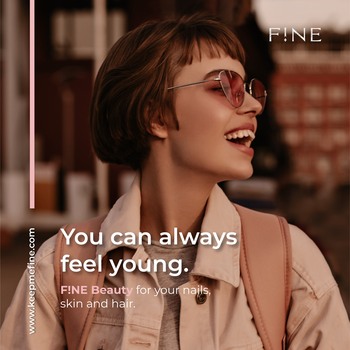 F!NE
You can always
feel young.
F!NE Beauty for your nails,
skin and hair.
www.keepmefine.com